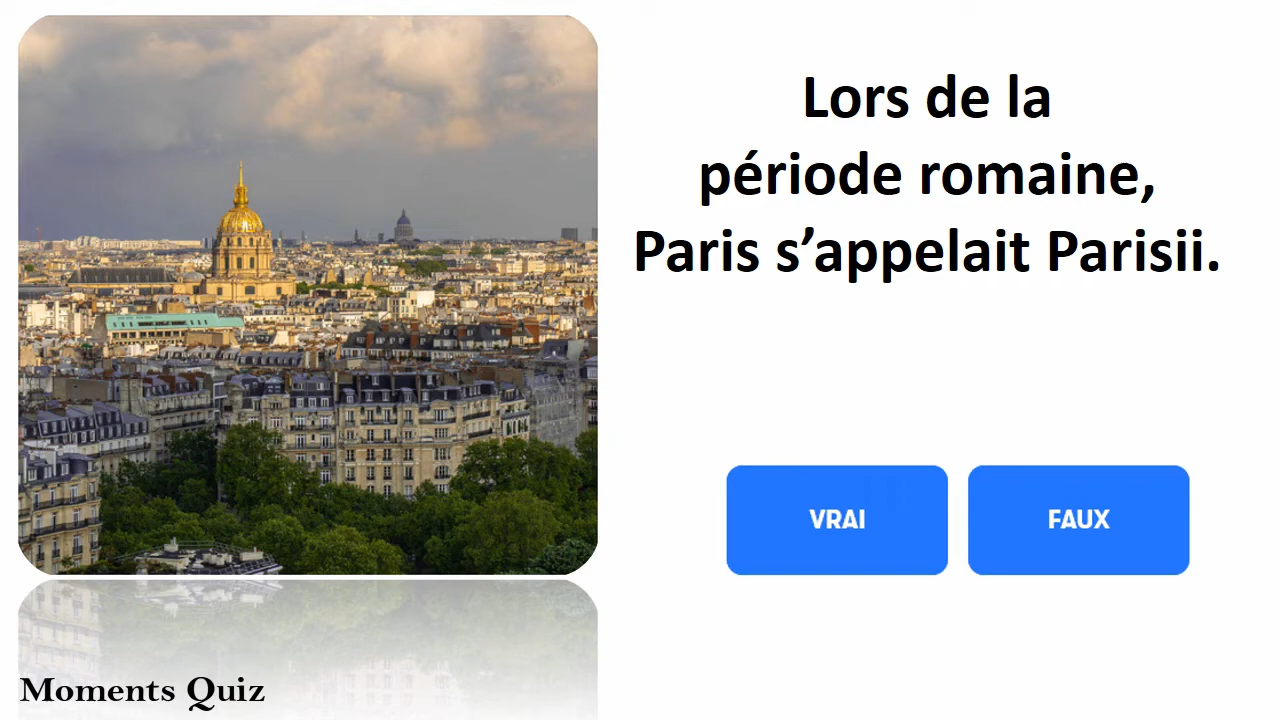 Lors de la
période romaine,
Paris s’appelait Parisii.
VRAI
FAUX
Moments Quiz